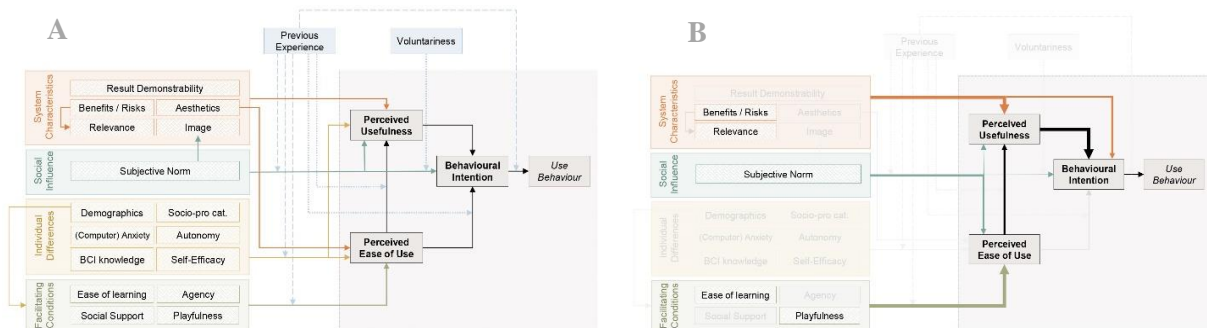 A
Previous
Experience
Voluntariness
System
Characteristics
Result Demonstrability
Benefits / Risks
Aesthetics
Relevance
Image
Social
Influence
Subjective Norm
Individual
Differences
Demographics
Socio-pro cat.
(Computer) Anxiety
Autonomy
BCI knowledge
Self-Efficacy
Facilitating
Conditions
Ease of learning
Agency
Social Support
Playfulness
Perceived
Usefulness
Behavioural
Intention
Use
Behaviour
Perceived
Ease of Use
B
Previous
Experience
Voluntariness
System
Characteristics
Result Demonstrability
Benefits / Risks
Aesthetics
Relevance
Image
Social
Influence
Subjective Norm
Individual
Differences
Demographics
Socio-pro cat.
(Computer) Anxiety
Autonomy
BCI knowledge
Self-Efficacy
Facilitating
Conditions
Ease of learning
Agency
Social Support
Playfulness
Perceived
Usefulness
Behavioural
Intention
Use
Behaviour
Perceived
Ease of Use